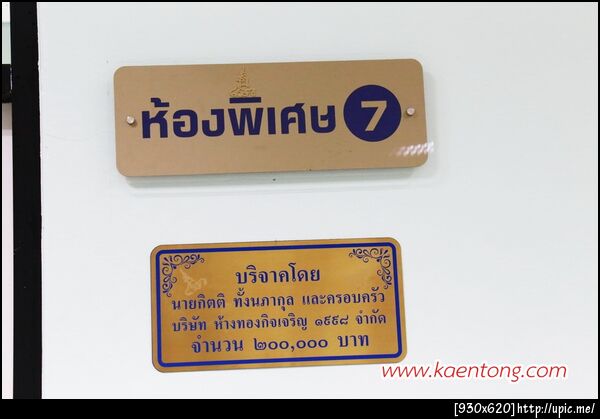 ห้องพิเศษ 7
บริจาคโดย
นายกิตติ ทั้งนภากุล และครอบครัว
บริษัท ห้างทองกิจเจริญ ๑๙๙๘ จำกัด
จำนวน ๒๐๐,๐๐๐ บาท
www.kaentong.com
[930x620]http://upic.me/